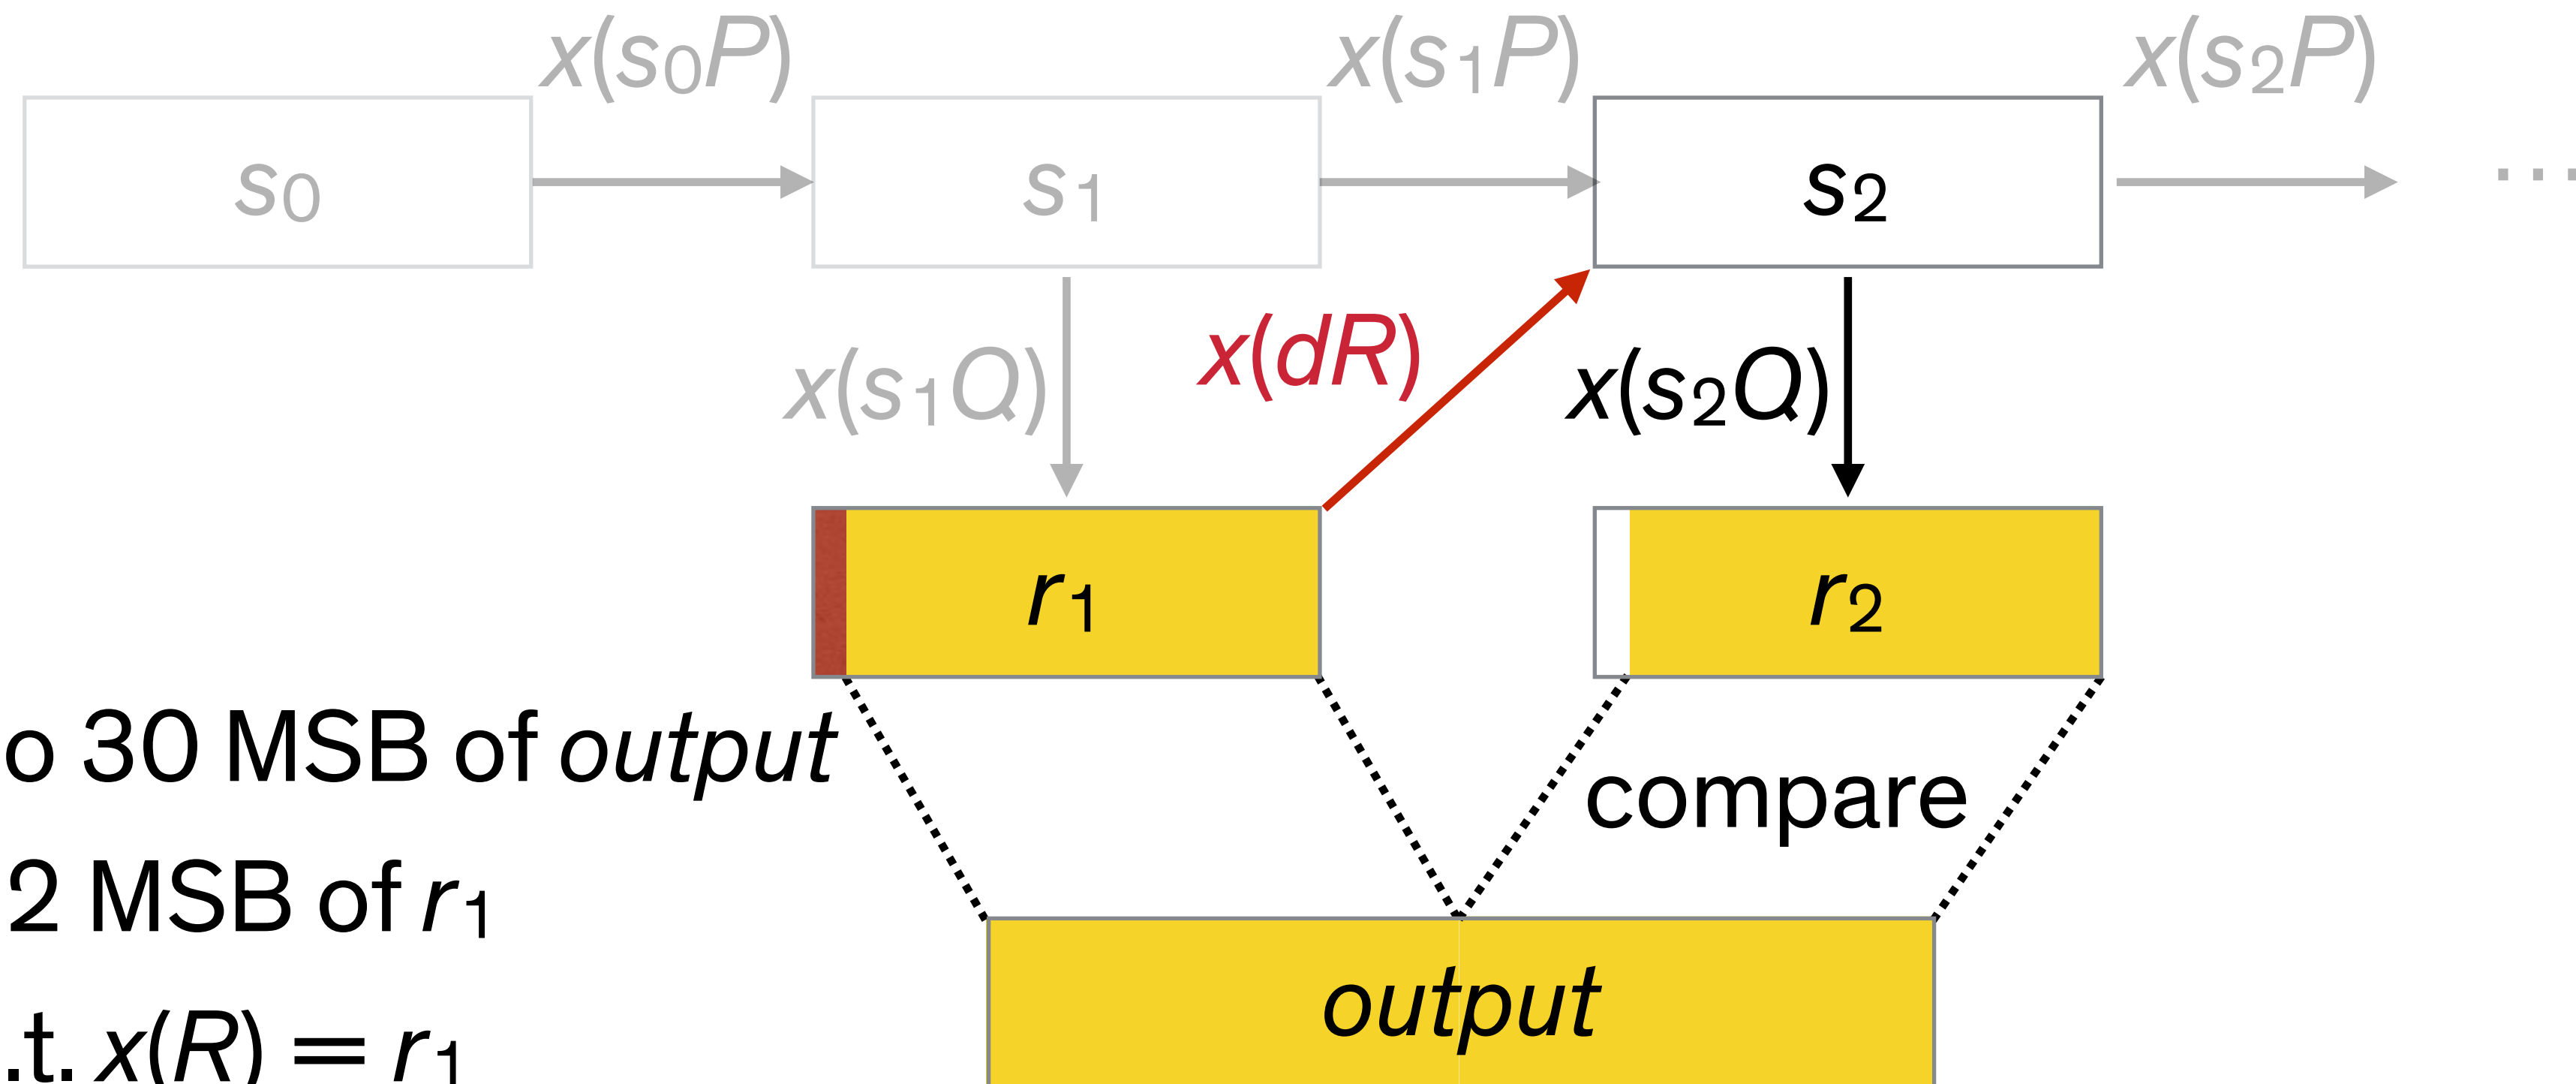 x(s₀P) x(s₁P) x(s₂P)
s₀ s₁ s₂ ...
x(s₁Q) x(dR) x(s₂Q)
r₁ r₂
o 30 MSB of output
compare
2 MSB of r₁
output
.t. x(R) = r₁